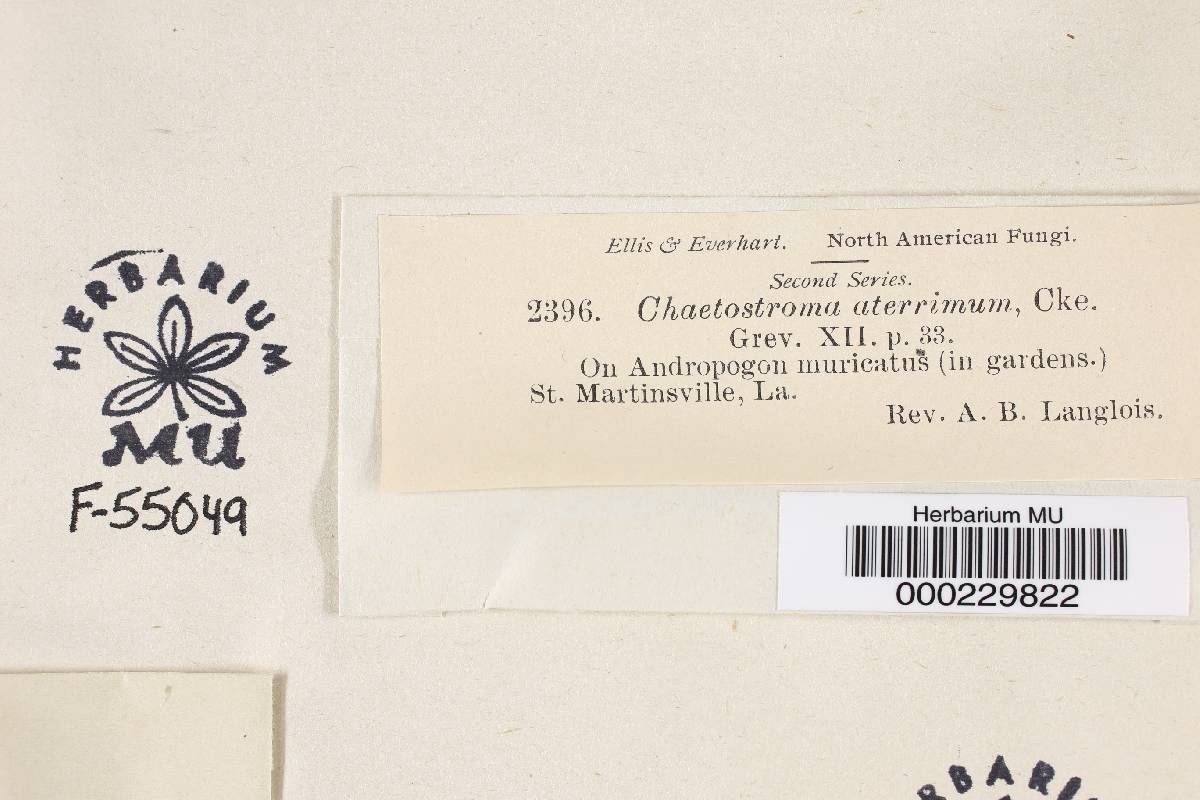 HERBARIUM
MU
F-55049
Ellis & Everhart. North American Fungi.
Second Series.
2396. Chaetostroma aterrimum, Cke.
Grev. XII. p. 33.
On Andropogon muricatus (in gardens.)
St. Martinsville, La.
Rev. A. B. Langlois.
Herbarium MU
000229822
HERBARIU